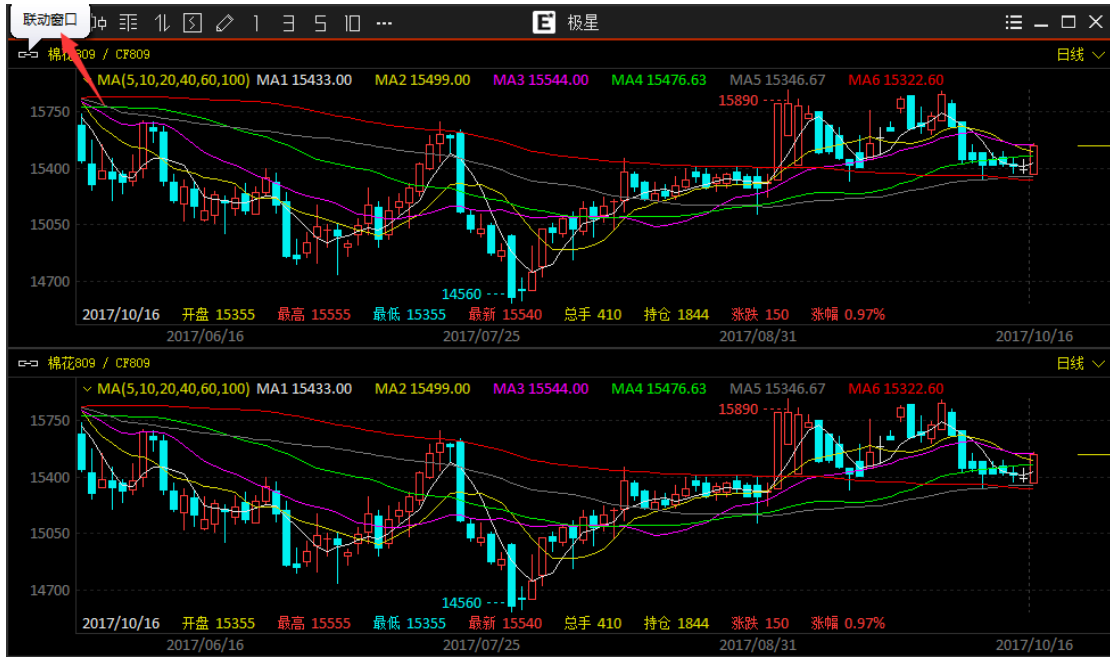 联动窗口 1 3 5 10 ... E 极星
棉花809 / CF809 日线
MA(5,10,20,40,60,100) MA1 15433.00 MA2 15499.00 MA3 15544.00 MA4 15476.63 MA5 15346.67 MA6 15322.60
15890
15750
15400
15050
14700
14560
2017/10/16 开盘 15355 最高 15555 最低 15355 最新 15540 总手 410 持仓 1844 涨跌 150 涨幅 0.97%
2017/06/16 2017/07/25 2017/08/31 2017/10/16
棉花809 / CF809 日线
MA(5,10,20,40,60,100) MA1 15433.00 MA2 15499.00 MA3 15544.00 MA4 15476.63 MA5 15346.67 MA6 15322.60
15890
15750
15400
15050
14700
14560
2017/10/16 开盘 15355 最高 15555 最低 15355 最新 15540 总手 410 持仓 1844 涨跌 150 涨幅 0.97%
2017/06/16 2017/07/25 2017/08/31 2017/10/16